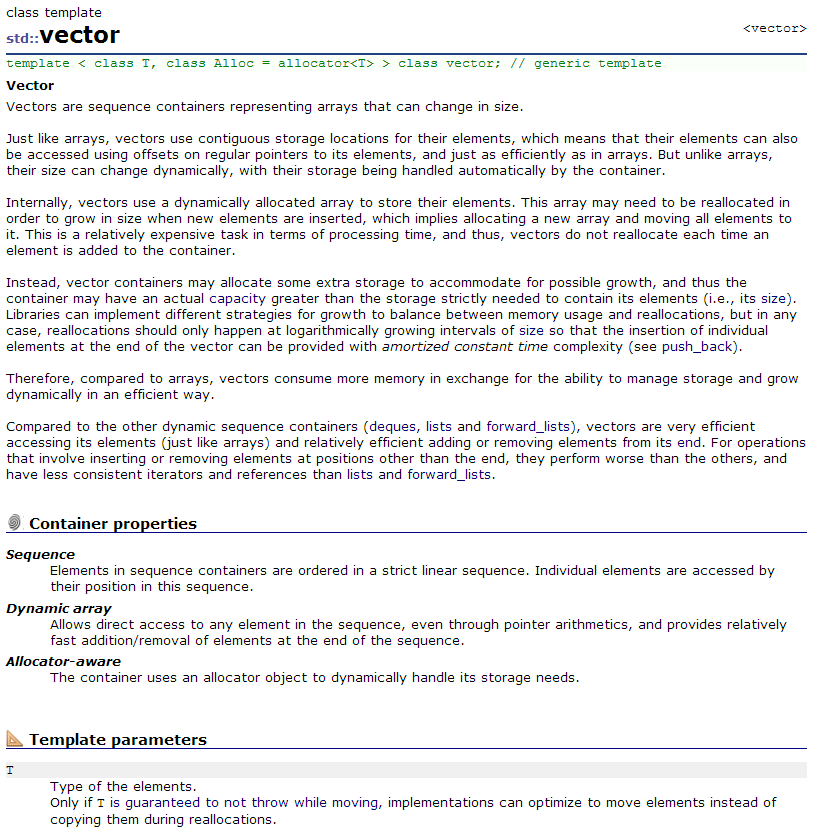 class template
std::vector
<vector>
template < class T, class Alloc = allocator<T> > class vector; // generic template
Vector
Vectors are sequence containers representing arrays that can change in size.
Just like arrays, vectors use contiguous storage locations for their elements, which means that their elements can also
be accessed using offsets on regular pointers to its elements, and just as efficiently as in arrays. But unlike arrays,
their size can change dynamically, with their storage being handled automatically by the container.
Internally, vectors use a dynamically allocated array to store their elements. This array may need to be reallocated in
order to grow in size when new elements are inserted, which implies allocating a new array and moving all elements to
it. This is a relatively expensive task in terms of processing time, and thus, vectors do not reallocate each time an
element is added to the container.
Instead, vector containers may allocate some extra storage to accommodate for possible growth, and thus the
container may have an actual capacity greater than the storage strictly needed to contain its elements (i.e., its size).
Libraries can implement different strategies for growth to balance between memory usage and reallocations, but in any
case, reallocations should only happen at logarithmically growing intervals of size so that the insertion of individual
elements at the end of the vector can be provided with amortized constant time complexity (see push_back).
Therefore, compared to arrays, vectors consume more memory in exchange for the ability to manage storage and grow
dynamically in an efficient way.
Compared to the other dynamic sequence containers (deques, lists and forward_lists), vectors are very efficient
accessing its elements (just like arrays) and relatively efficient adding or removing elements from its end. For operations
that involve inserting or removing elements at positions other than the end, they perform worse than the others, and
have less consistent iterators and references than lists and forward_lists.
Container properties
Sequence
Elements in sequence containers are ordered in a strict linear sequence. Individual elements are accessed by
their position in this sequence.
Dynamic array
Allows direct access to any element in the sequence, even through pointer arithmetics, and provides relatively
fast addition/removal of elements at the end of the sequence.
Allocator-aware
The container uses an allocator object to dynamically handle its storage needs.
Template parameters
T
Type of the elements.
Only if T is guaranteed to not throw while moving, implementations can optimize to move elements instead of
copying them during reallocations.